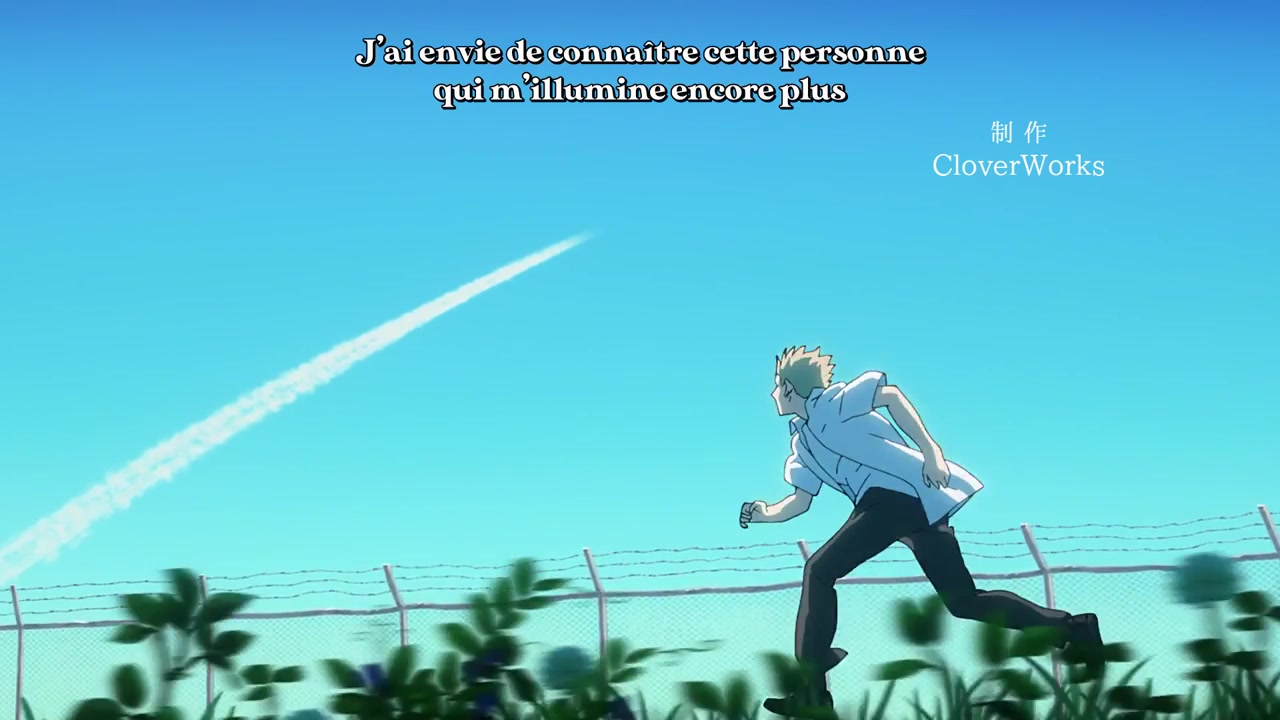 J'ai envie de connaître cette personne
qui m'illumine encore plus
制作
CloverWorks